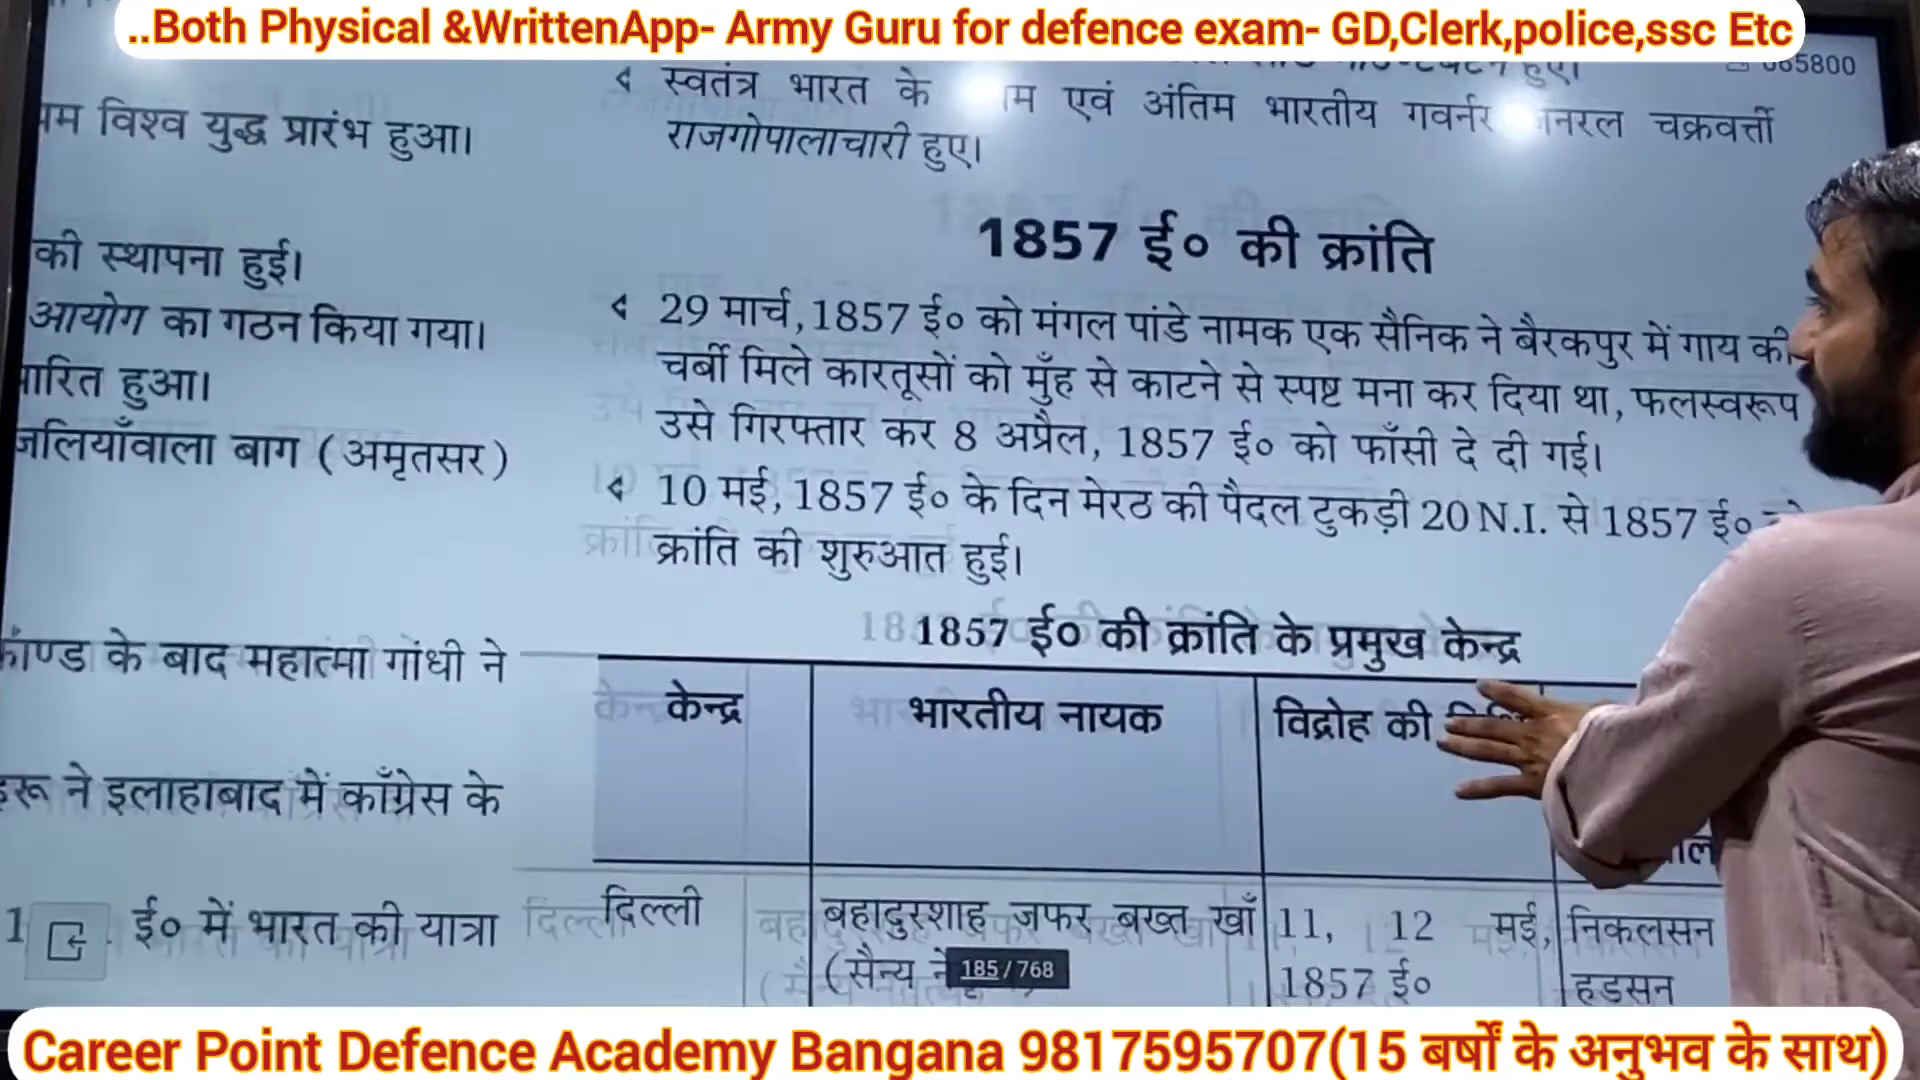 ..Both Physical &WrittenApp- Army Guru for defence exam- GD,Clerk,police,ssc Etc
65800
विश्व युद्ध प्रारंभ हुआ।
की स्थापना हुई।
आयोग का गठन किया गया।
हुआ।
जलियाँवाला बाग (अमृतसर)
के बाद महात्मा गांधी ने
ने इलाहाबाद में काँग्रेस के
1 ई० में भारत की यात्रा
स्वतंत्र भारत के एवं अंतिम भारतीय गवर्नर चक्रवर्त्ती
राजगोपालाचारी हुए।
1857 ई० की क्रांति
29 मार्च, 1857 ई० को मंगल पांडे नामक एक सैनिक ने बैरकपुर में गाय की
चर्बी मिले कारतूसों को मुँह से काटने से स्पष्ट मना कर दिया था, फलस्वरूप
उसे गिरफ्तार कर 8 अप्रैल, 1857 ई० को फाँसी दे दी गई।
10 मई, 1857 ई० के दिन मेरठ की पैदल टुकड़ी 20 N.I. से 1857 ई०
क्रांति की शुरुआत हुई।
1857 ई० की क्रांति के प्रमुख केन्द्र
केन्द्र भारतीय नायक विद्रोह की
दिल्ली बहादुरशाह जफर बख्त खाँ 11, 12 मई, निकलसन
(सैन्य 1857 ई० हडसन
185/768
Career Point Defence Academy Bangana 9817595707(15 बर्षों के अनुभव के साथ)